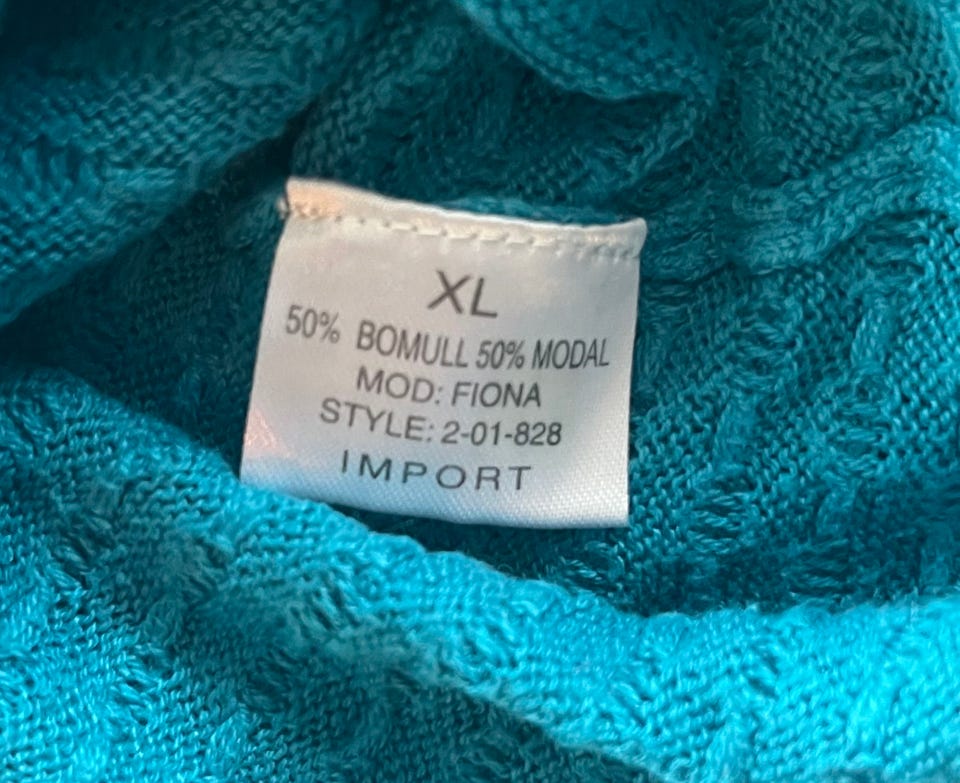 XL
50% BOMULL 50% MODAL
MOD: FIONA
STYLE: 2-01-828
IMPORT